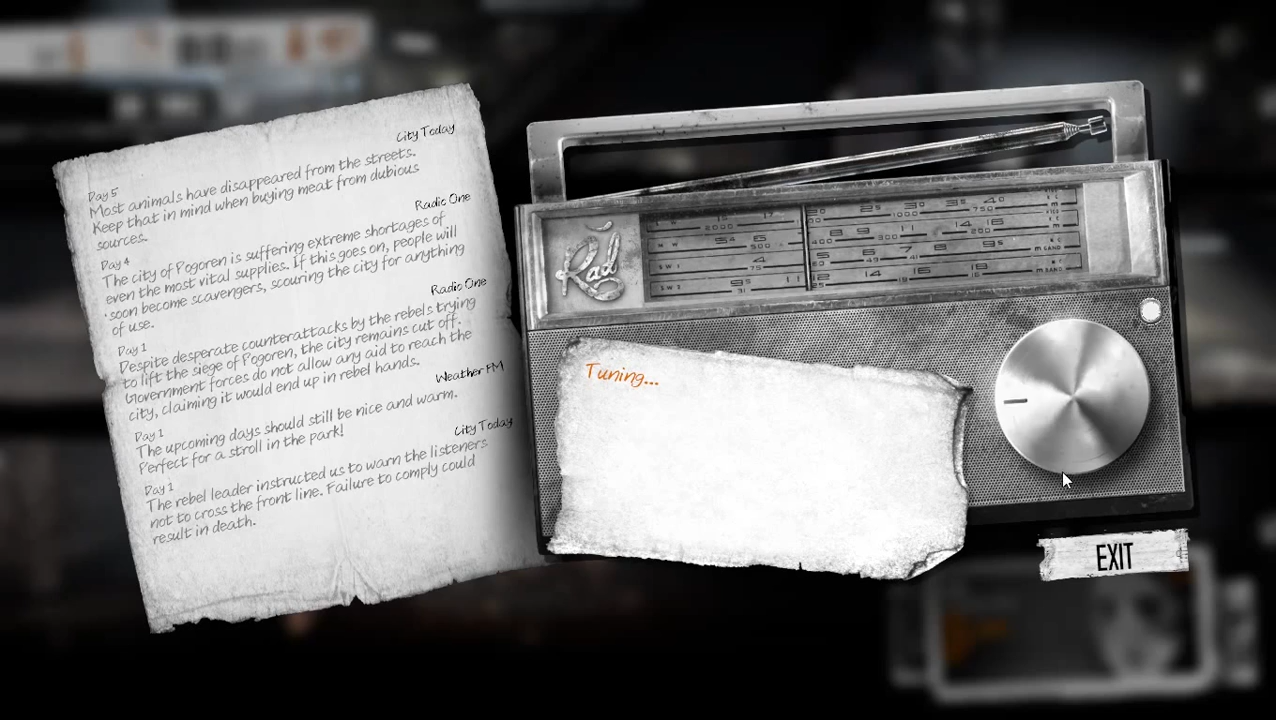 City Today
Day 5
Most animals have disappeared from the streets.
Keep that in mind when buying meat from dubious
sources.
Radio One
Day 4
The city of Pogoren is suffering extreme shortages of
even the most vital supplies. If this goes on, people will
soon become scavengers, scouring the city for anything
of use.
Radio One
Day 1
Despite desperate counterattacks by the rebels trying
to lift the siege of Pogoren, the city remains cut off.
Government forces do not allow any aid to reach the
city, claiming it would end up in rebel hands.
Weather FM
Day 1
The upcoming days should still be nice and warm.
Perfect for a stroll in the park!
City Today
Day 1
The rebel leader instructed us to warn the listeners
not to cross the front line. Failure to comply could
result in death.
Rad
Tuning...
EXIT